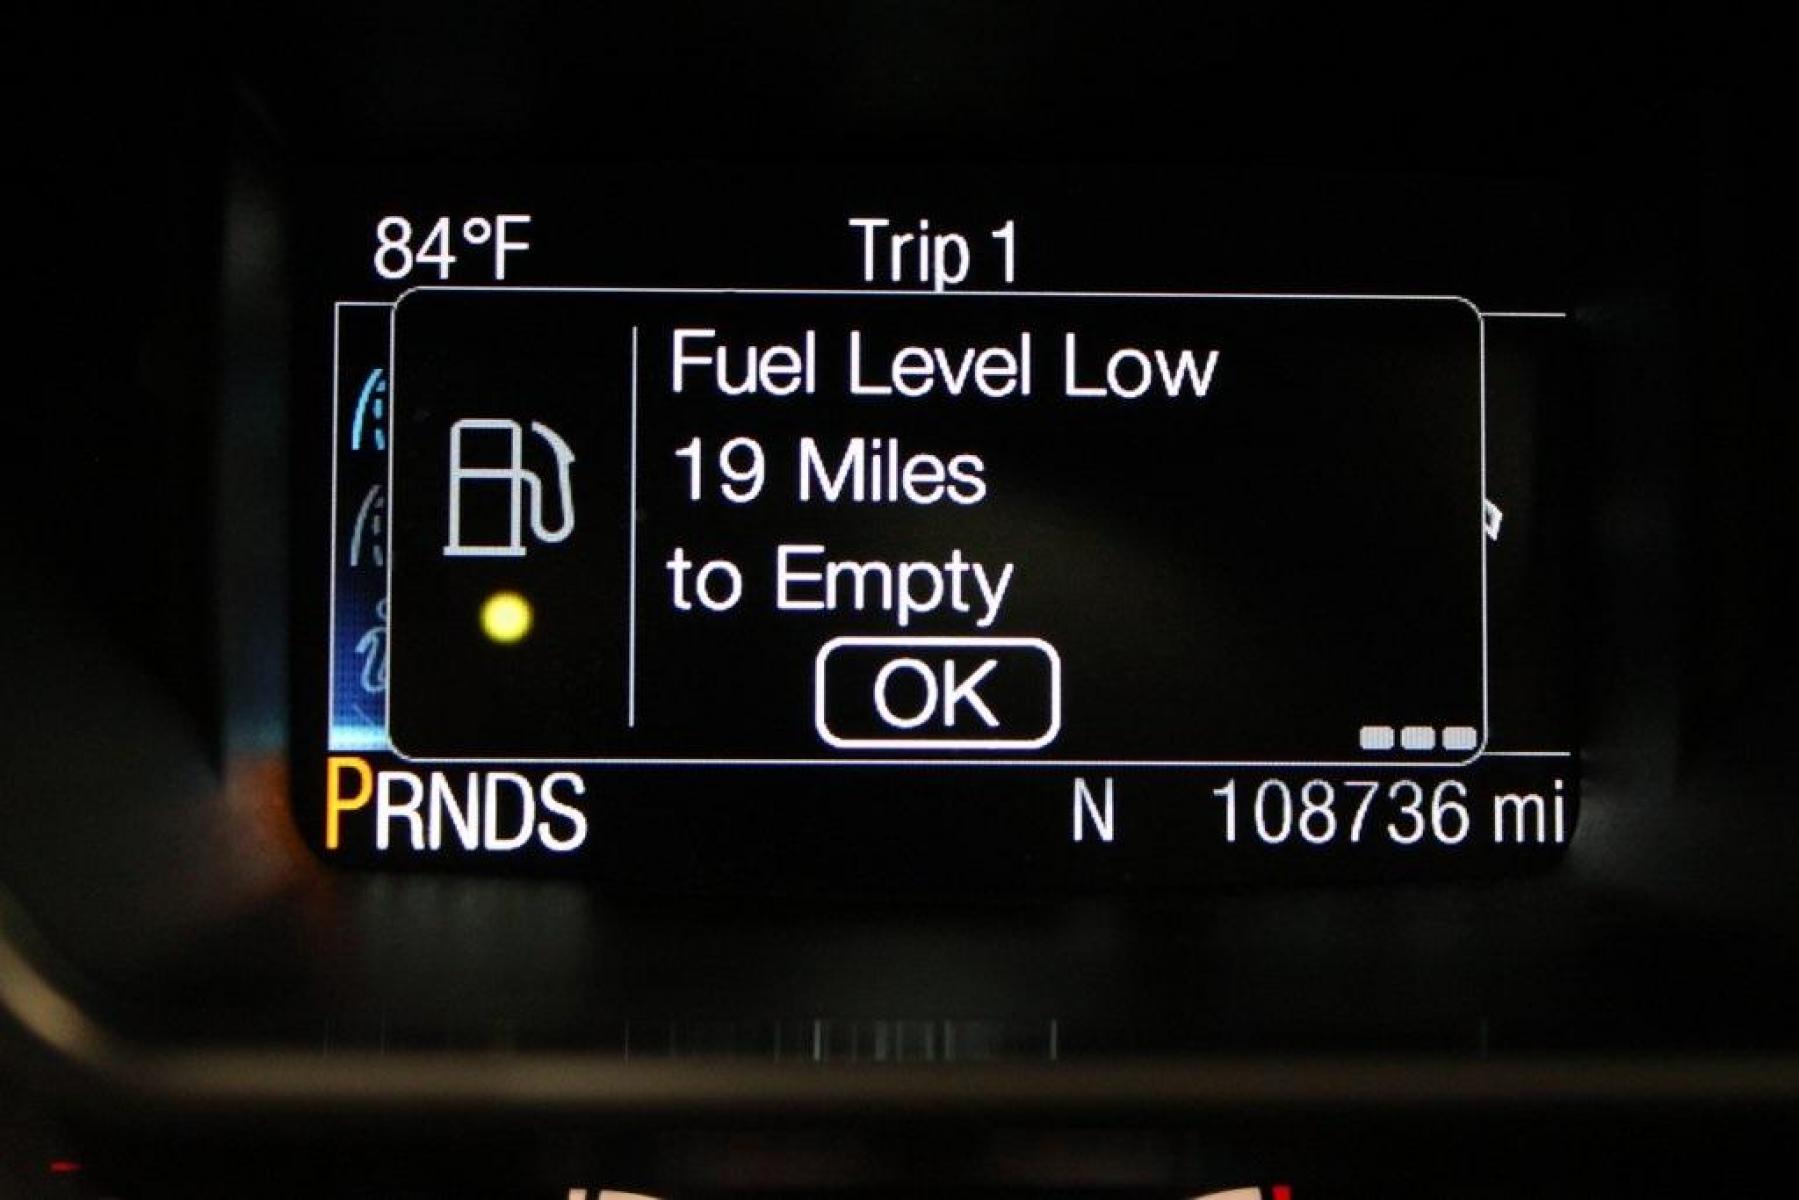 84°F Trip 1
Fuel Level Low
19 Miles
to Empty
OK
PRNDS N 108736 mi